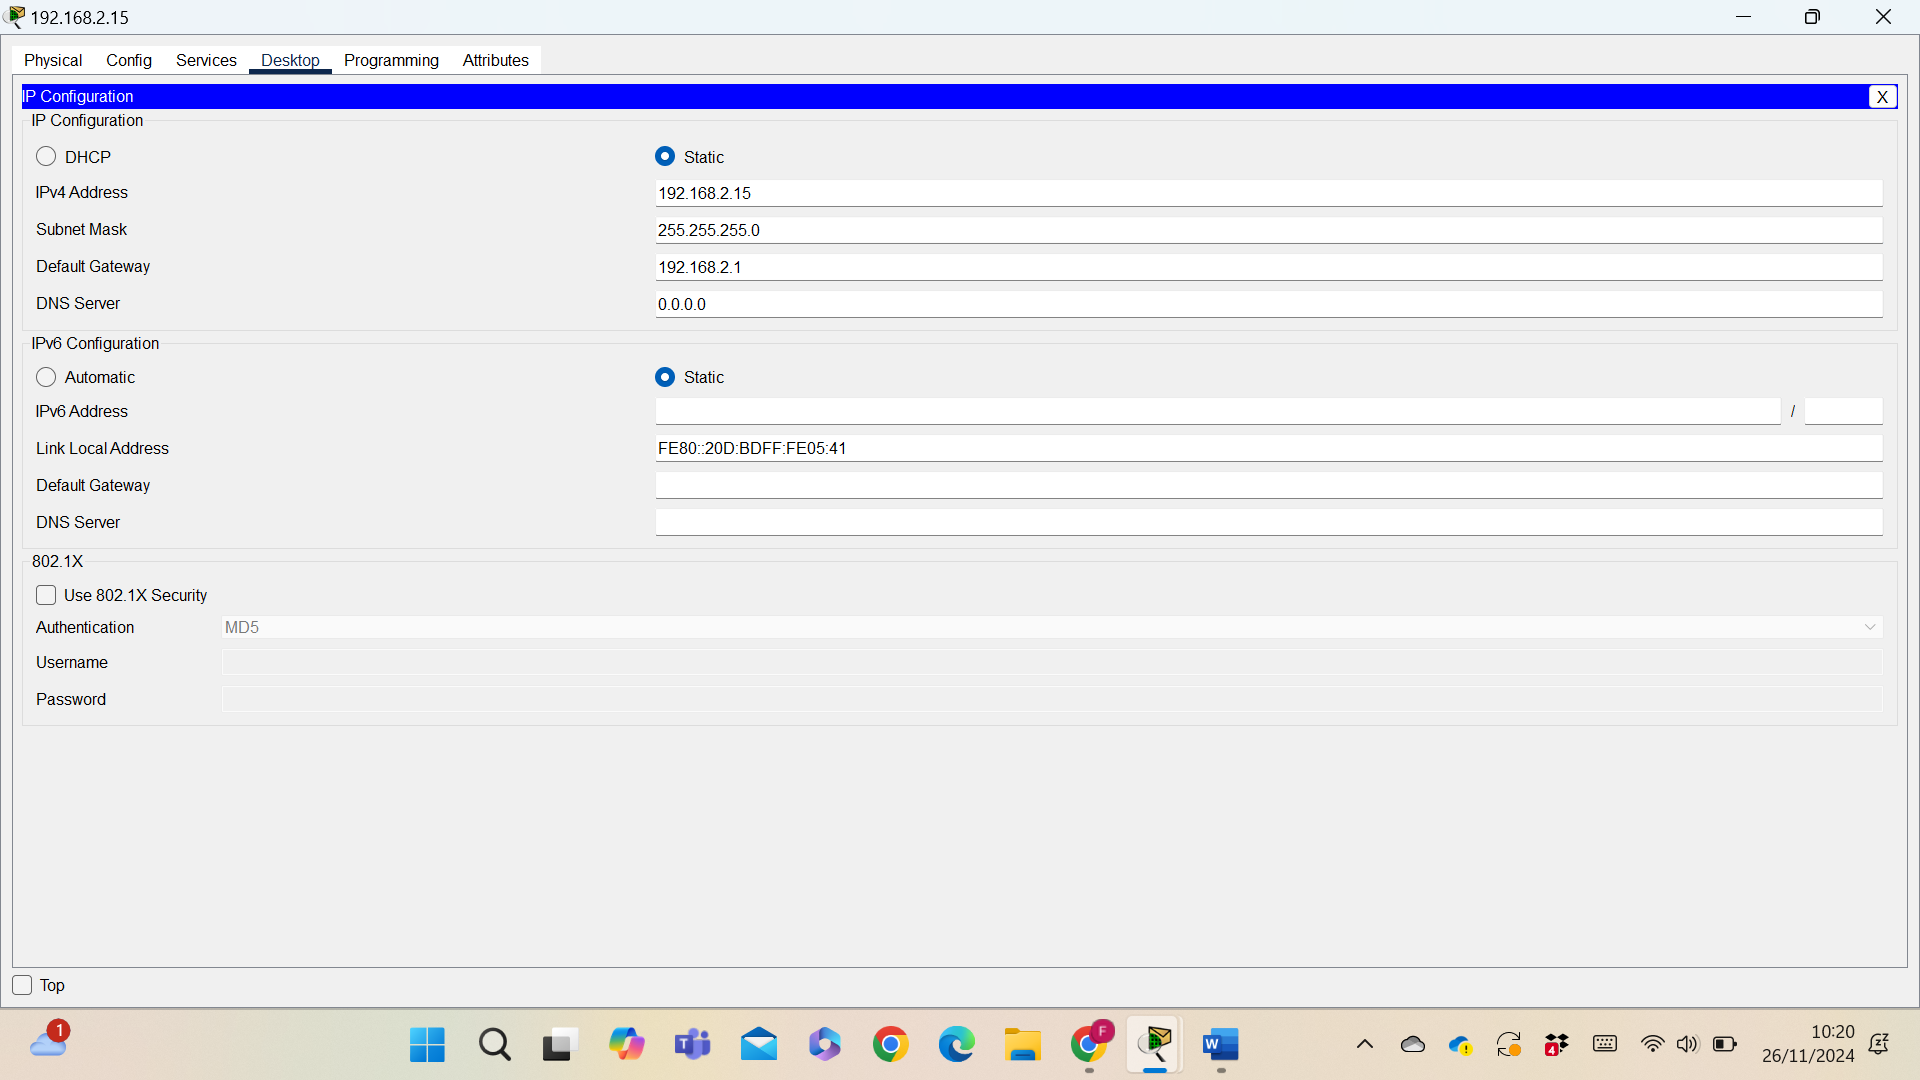 192.168.2.15
Physical Config Services Desktop Programming Attributes
IP Configuration X
IP Configuration
DHCP Static
IPv4 Address 192.168.2.15
Subnet Mask 255.255.255.0
Default Gateway 192.168.2.1
DNS Server 0.0.0.0
IPv6 Configuration
Automatic Static
IPv6 Address /
Link Local Address FE80::20D:BDFF:FE05:41
Default Gateway
DNS Server
802.1X
Use 802.1X Security
Authentication MD5
Username
Password
Top
1
T
F
W
4
10:20
26/11/2024